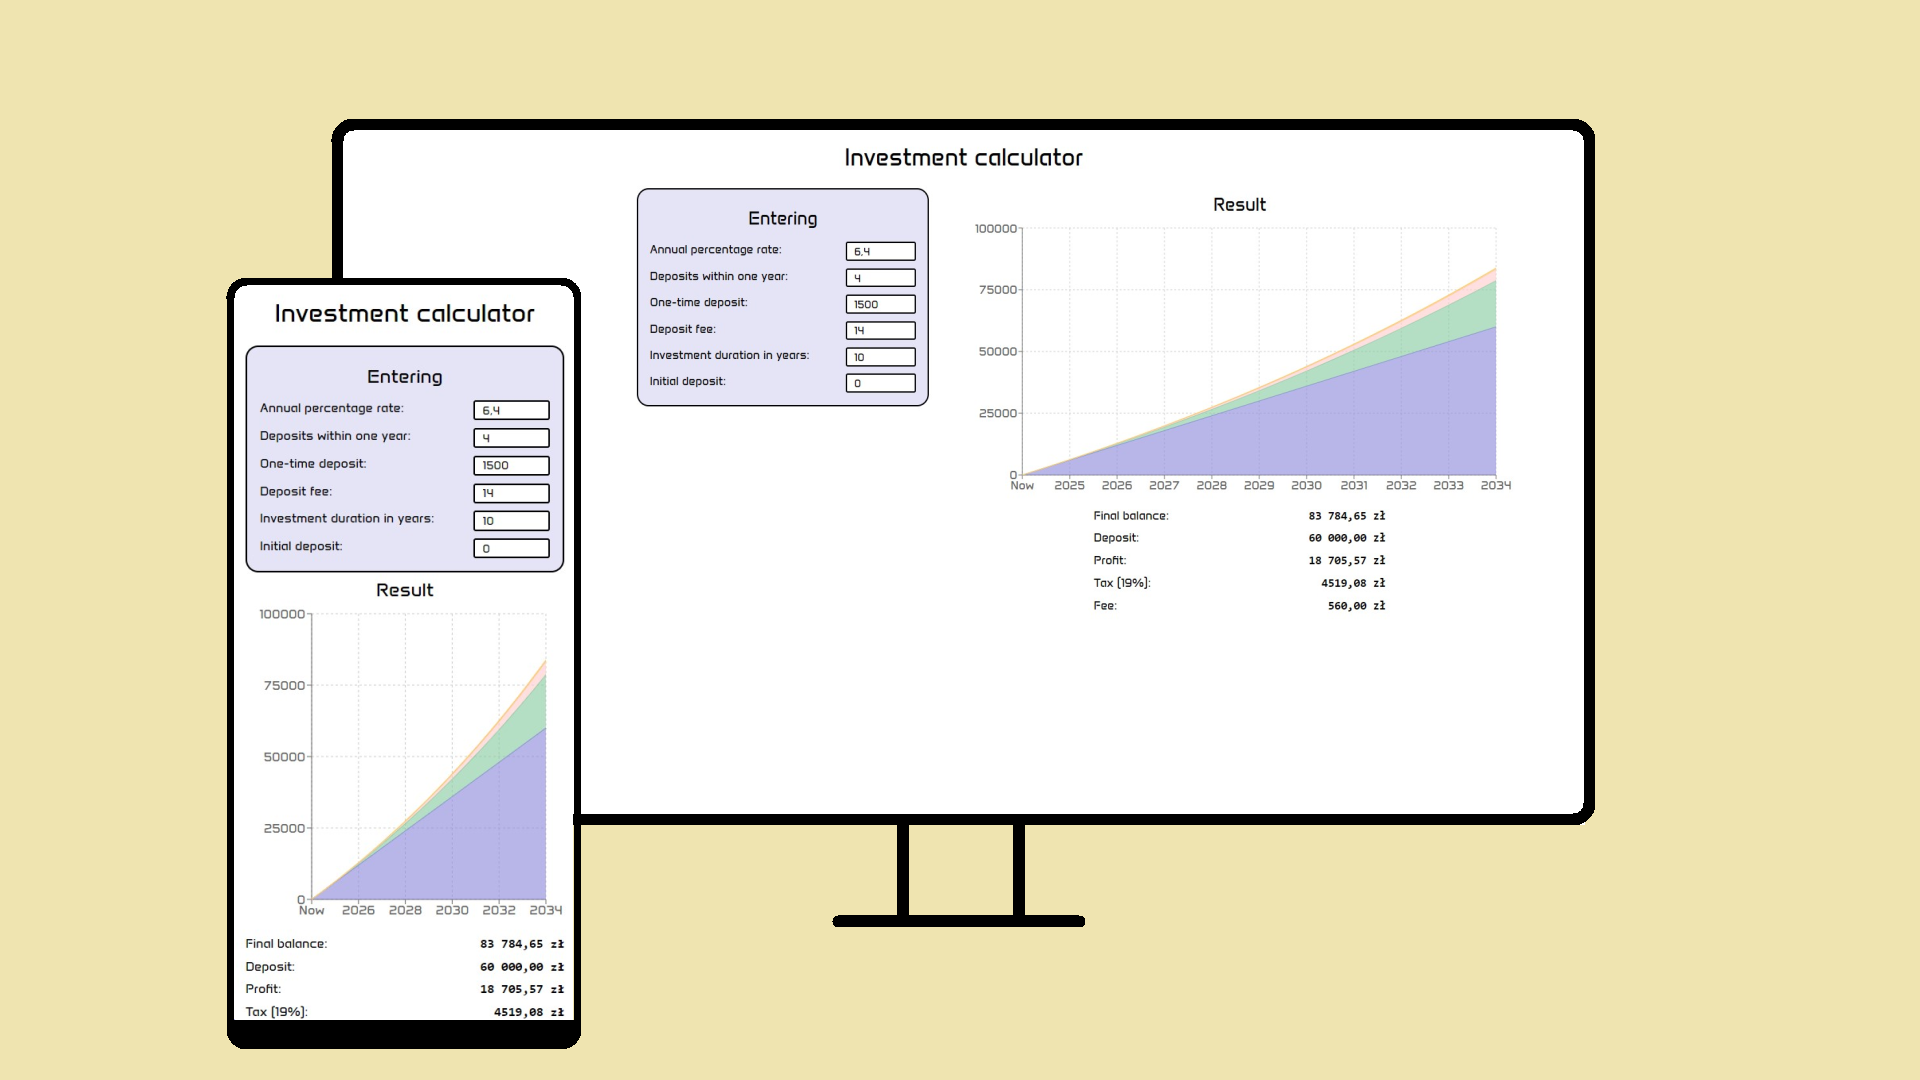 Investment calculator
Entering
Annual percentage rate: 6,4
Deposits within one year: 4
One-time deposit: 1500
Deposit fee: 14
Investment duration in years: 10
Initial deposit: 0
Result
100000
75000
50000
25000
0
Now 2025 2026 2027 2028 2029 2030 2031 2032 2033 2034
Final balance: 83 784,65 zł
Deposit: 60 000,00 zł
Profit: 18 705,57 zł
Tax (19%): 4519,08 zł
Fee: 560,00 zł
Investment calculator
Entering
Annual percentage rate: 6,4
Deposits within one year: 4
One-time deposit: 1500
Deposit fee: 14
Investment duration in years: 10
Initial deposit: 0
Result
100000
75000
50000
25000
0
Now 2026 2028 2030 2032 2034
Final balance: 83 784,65 zł
Deposit: 60 000,00 zł
Profit: 18 705,57 zł
Tax (19%): 4519,08 zł